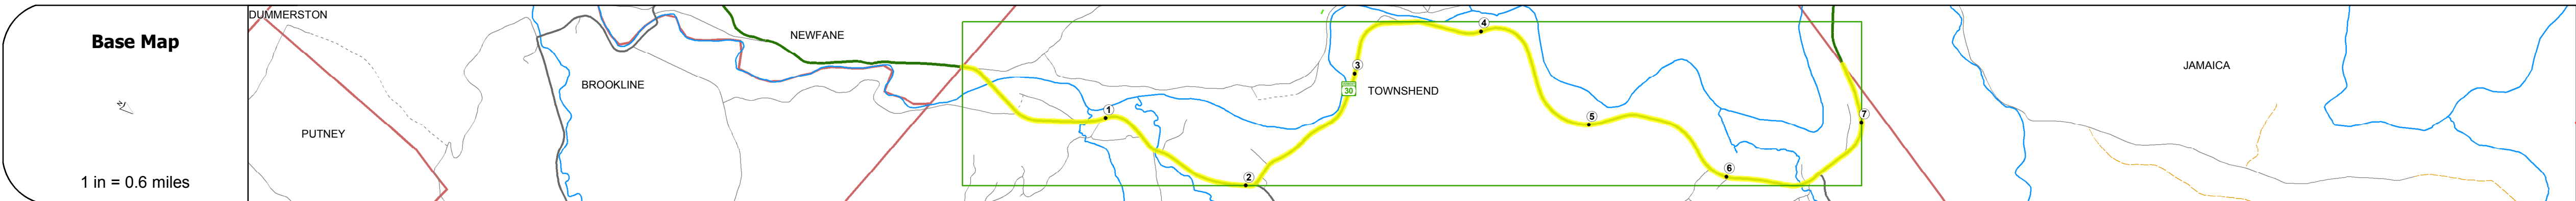 Base Map
N
1 in = 0.6 miles
DUMMERSTON
PUTNEY
BROOKLINE
NEWFANE
1
2
3
30
TOWNSHEND
4
5
6
7
JAMAICA